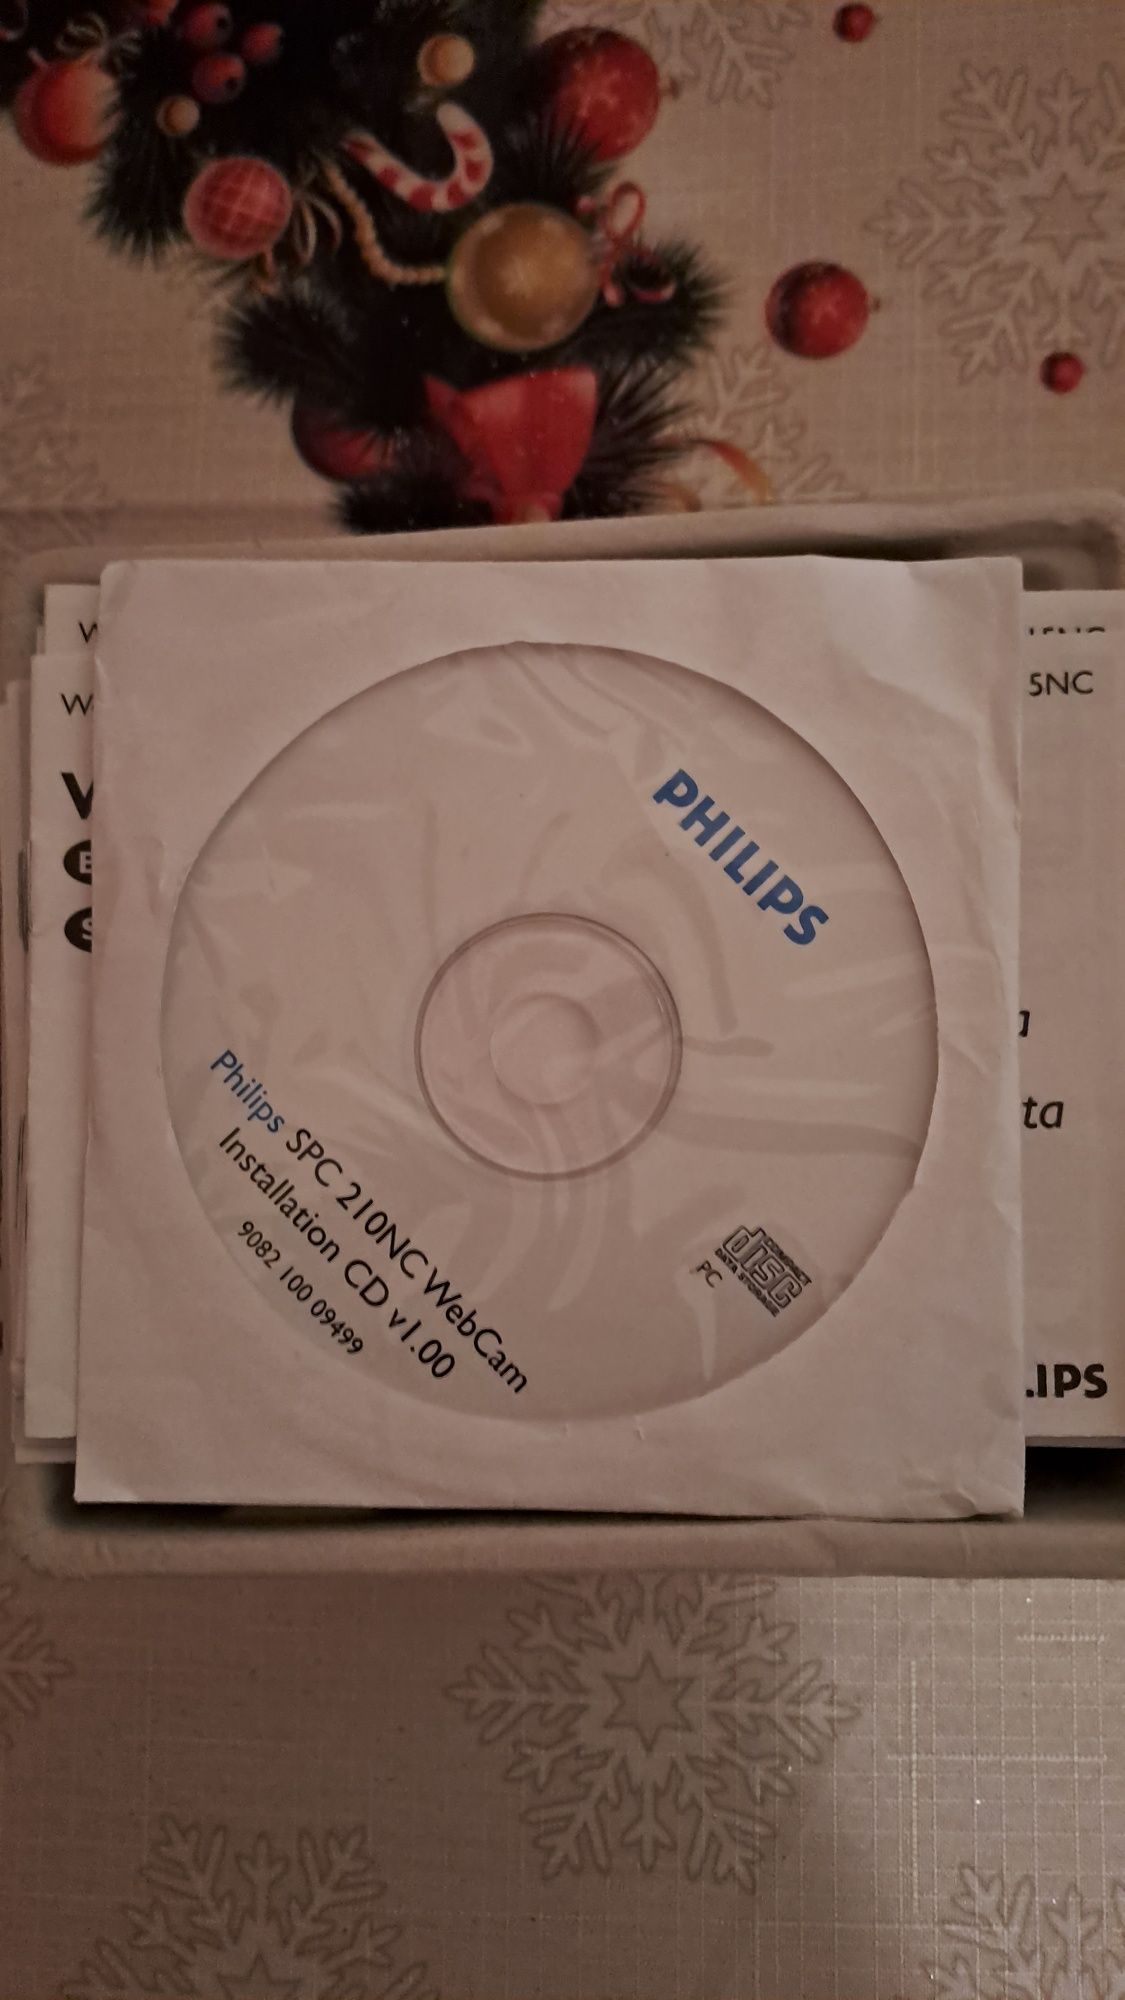 5NC
PHILIPS
ta
Philips SPC 210NC WebCam
Installation CD v1.00
9082 100 09499
COMPACT
disc
DATA STORAGE
PC
.IPS